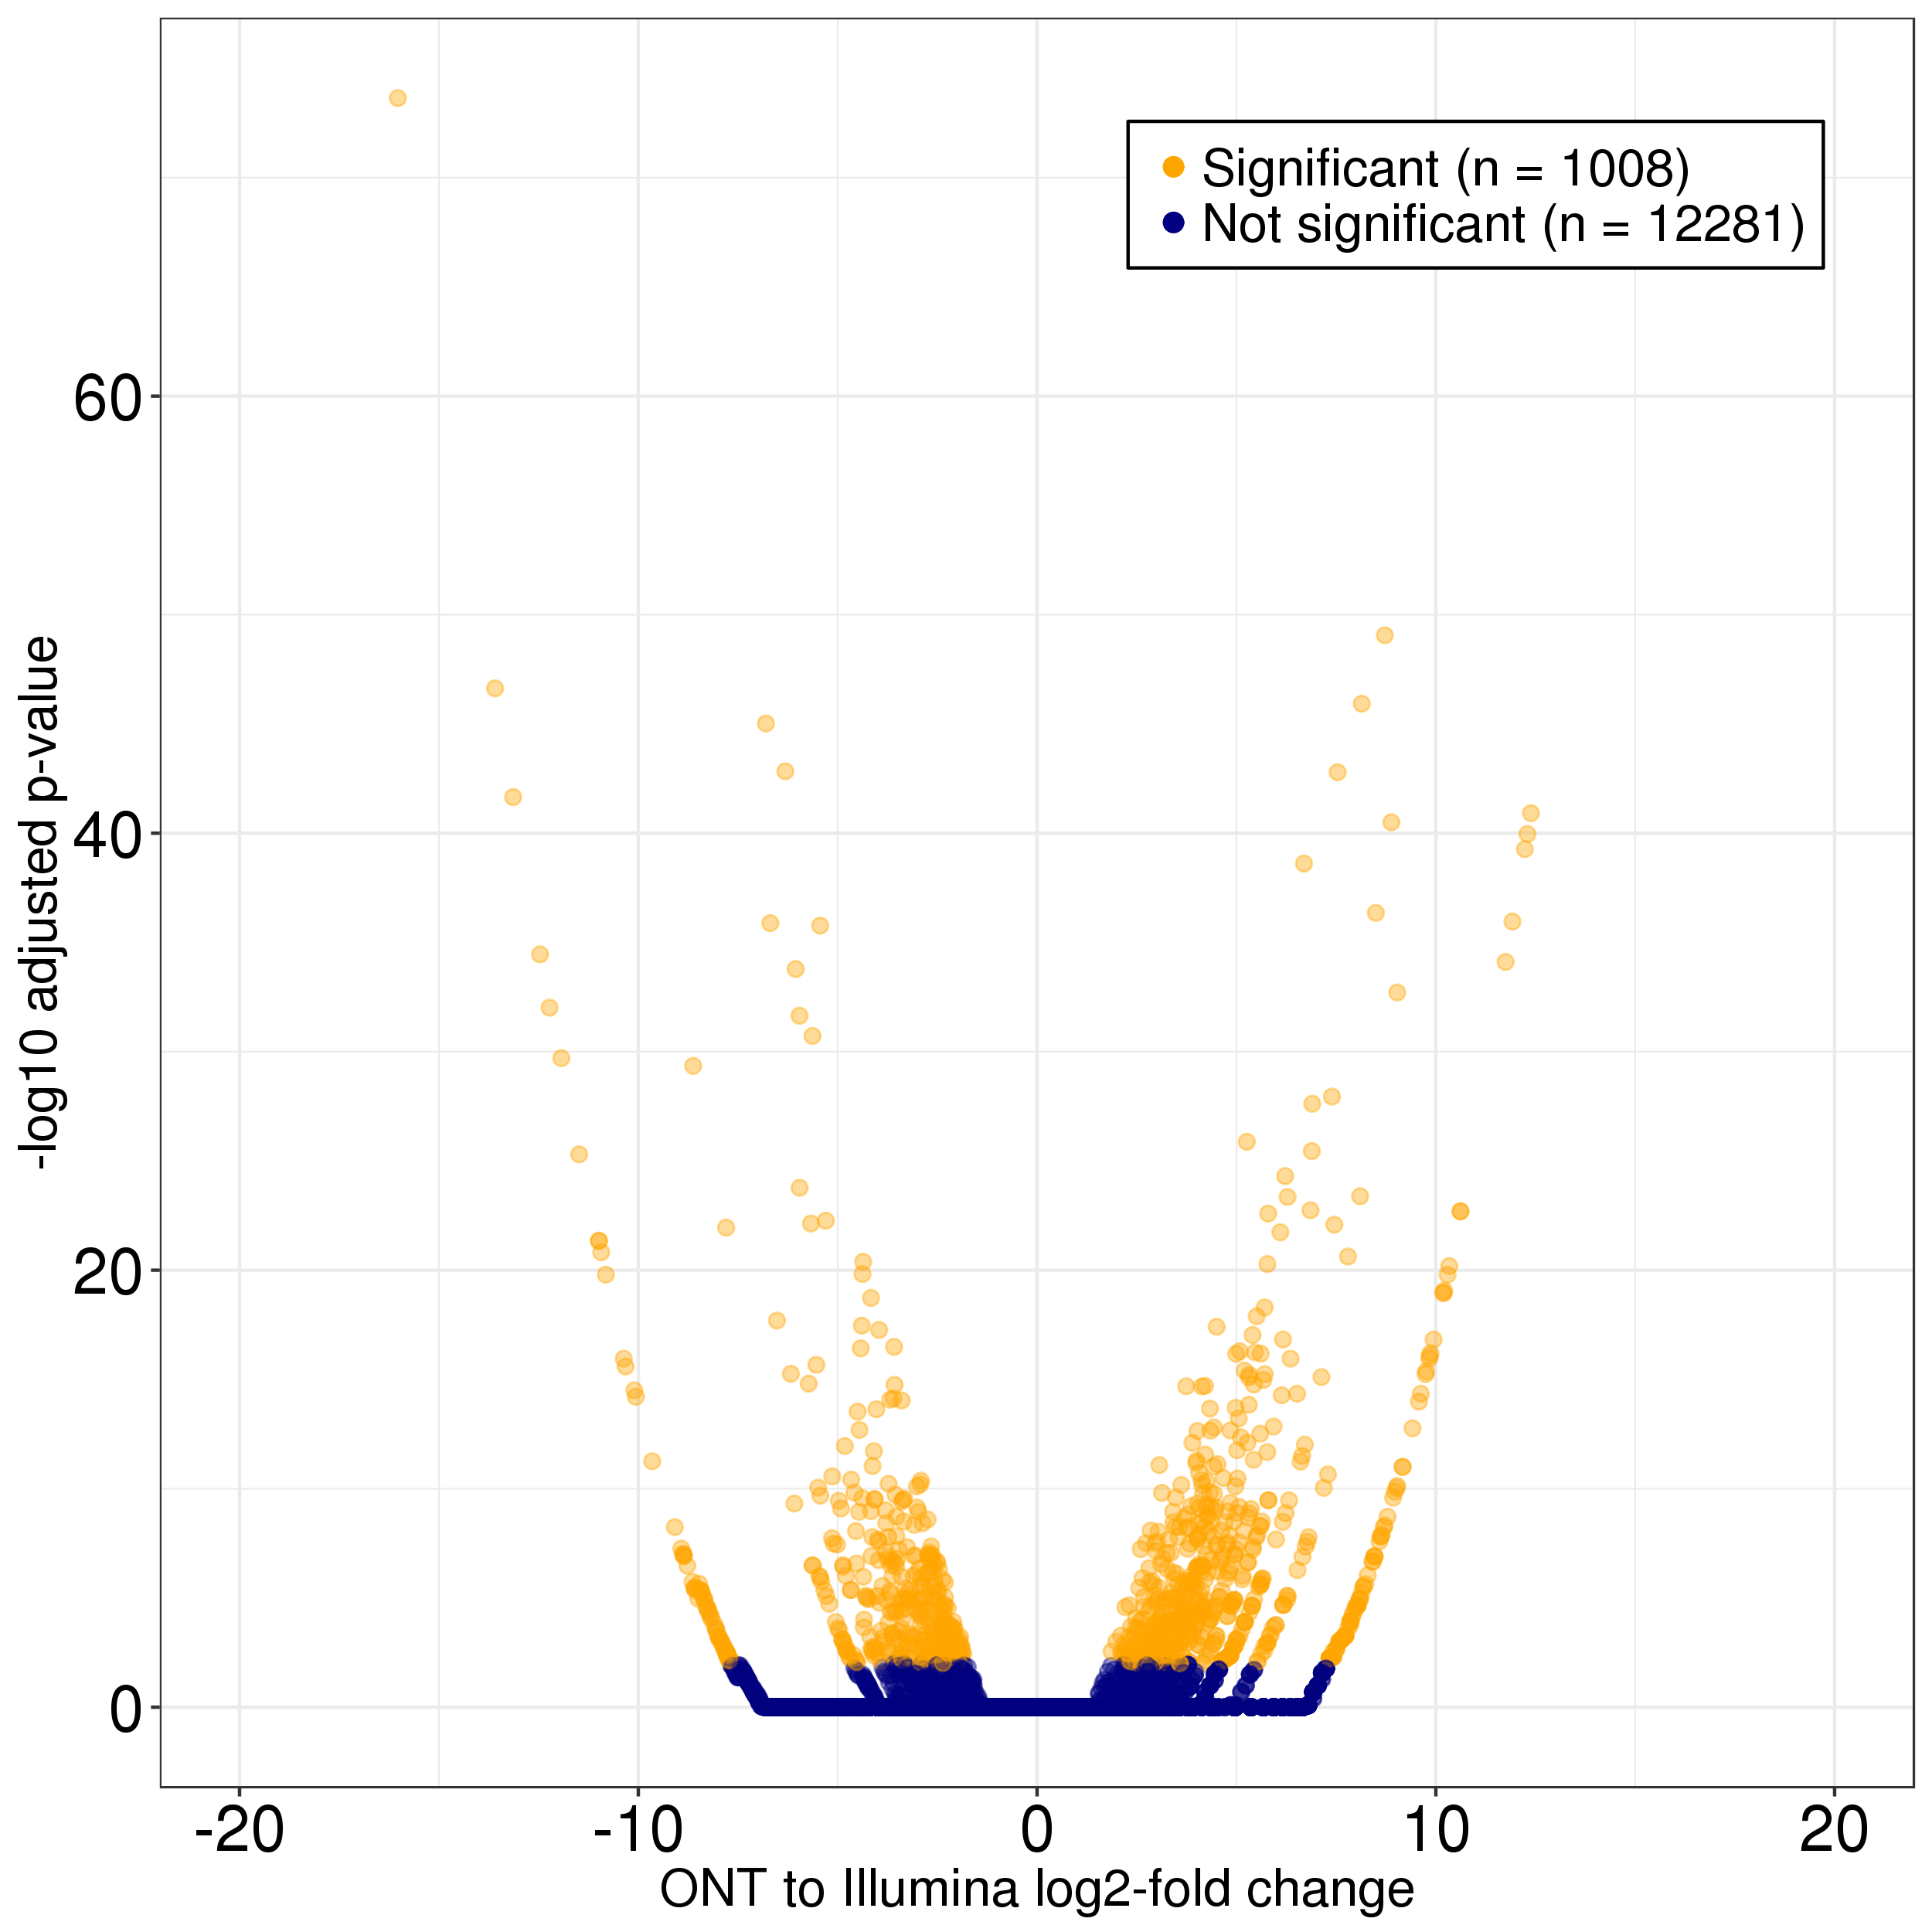 Significant (n = 1008)
Not significant (n = 12281)
60
40
20
0
-log10 adjusted p-value
-20
-10
0
10
20
ONT to Illumina log2-fold change